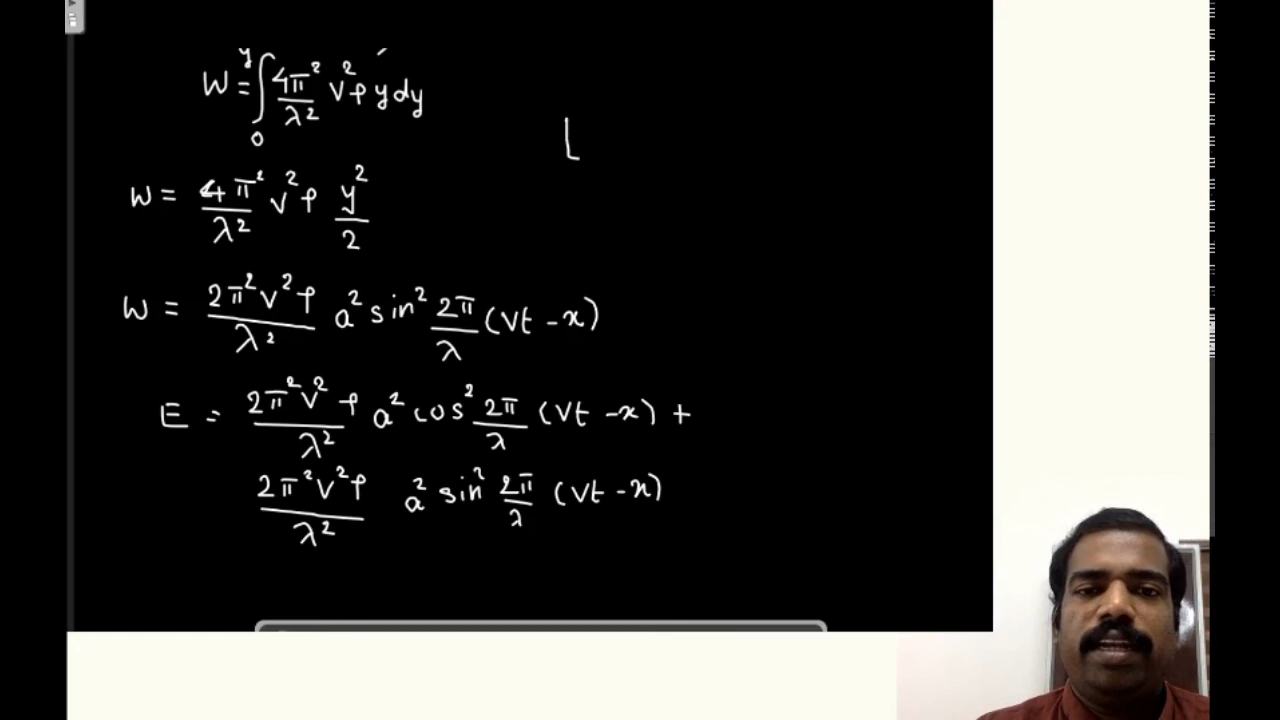 W = ∫₀ʸ 4π²/λ² v²ρ y dy
W = 4π²/λ² v²ρ y²/2
W = 2π²v²ρ/λ² a² sin² 2π/λ (vt - x)
E = 2π²v²ρ/λ² a² cos² 2π/λ (vt - x) +
2π²v²ρ/λ² a² sin² 2π/λ (vt - x)